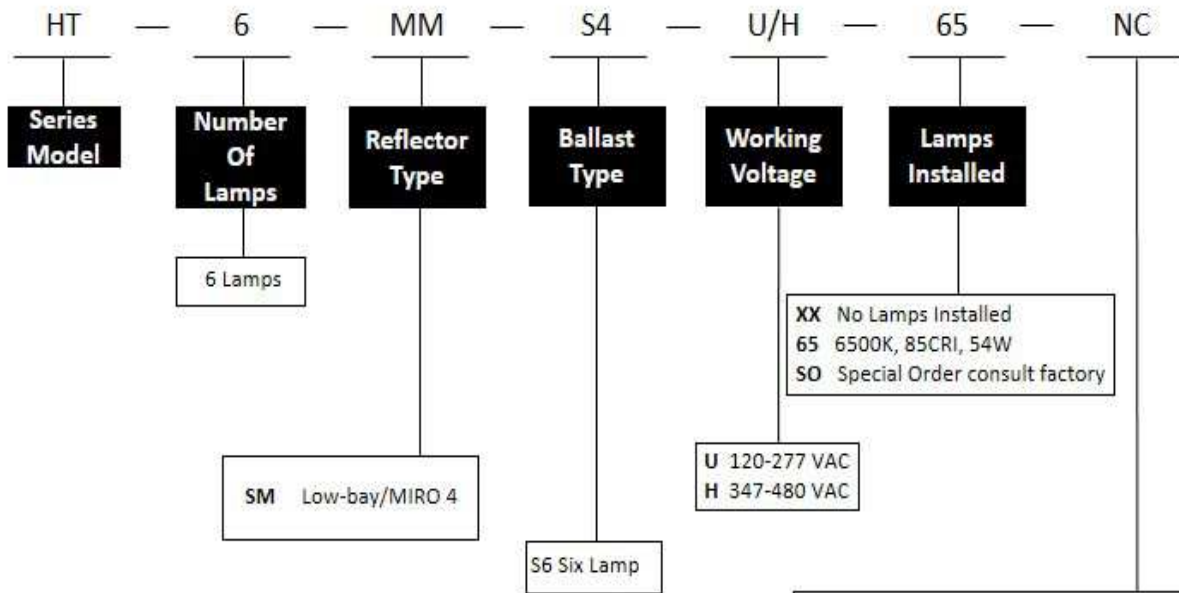 HT — 6 — MM — S4 — U/H — 65 — NC
Series
Model
Number
Of
Lamps
Reflector
Type
Ballast
Type
Working
Voltage
Lamps
Installed
6 Lamps
XX No Lamps Installed
65 6500K, 85CRI, 54W
SO Special Order consult factory
SM Low-bay/MIRO 4
U 120-277 VAC
H 347-480 VAC
S6 Six Lamp